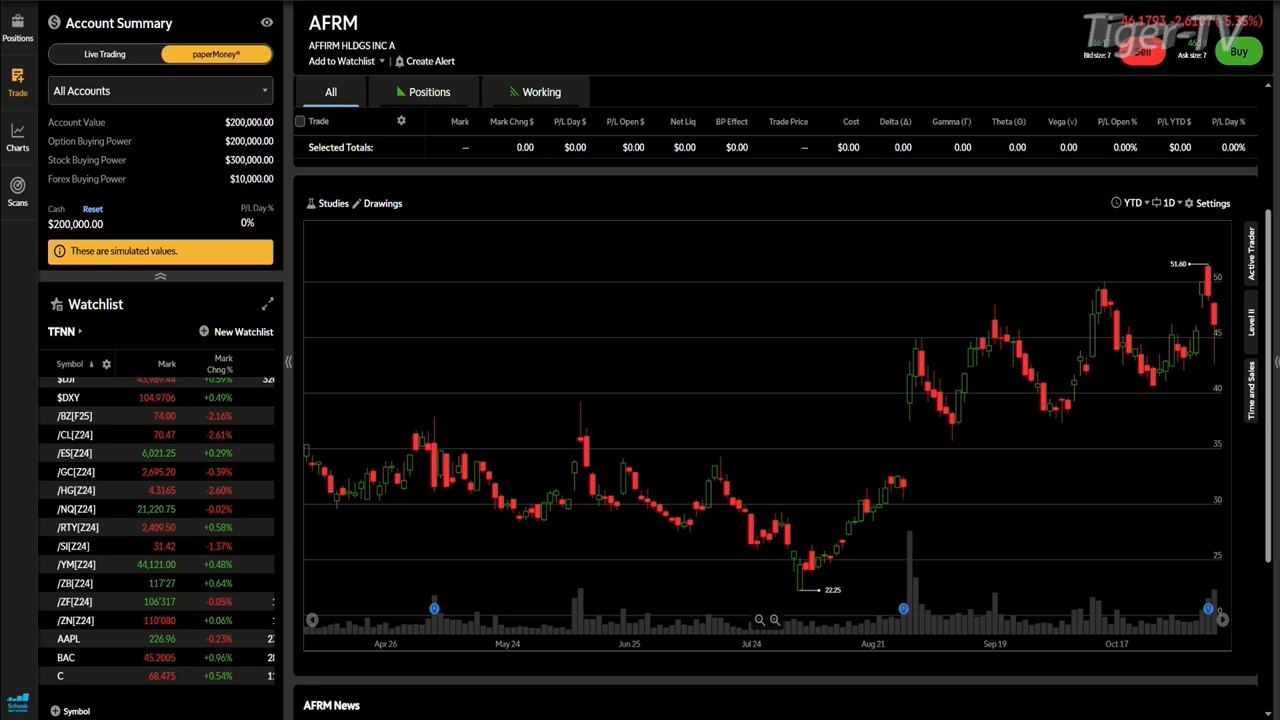 Positions
Trade
Charts
Scans
Account Summary
Live Trading
paperMoney®
All Accounts
Account Value $200,000.00
Option Buying Power $200,000.00
Stock Buying Power $300,000.00
Forex Buying Power $10,000.00
Cash Reset P/L Day %
$200,000.00 0%
These are simulated values.
Watchlist
TFNN New Watchlist
Symbol Mark Mark Chng %
$DJI 43,989.44 +0.59%
$DXY 104.9706 +0.49%
/BZ[F25] 74.00 -2.16%
/CL[Z24] 70.47 -2.61%
/ES[Z24] 6,021.25 +0.29%
/GC[Z24] 2,695.20 -0.39%
/HG[Z24] 4.3165 -2.60%
/NQ[Z24] 21,220.75 -0.02%
/RTY[Z24] 2,409.50 +0.58%
/SI[Z24] 31.42 -1.37%
/YM[Z24] 44,121.00 +0.48%
/ZB[Z24] 117'27 +0.64%
/ZF[Z24] 106'317 -0.05%
/ZN[Z24] 110'080 +0.06%
AAPL 226.96 -0.23%
BAC 45.2005 +0.96%
C 68.475 +0.54%
Symbol
Schwab
NETWORK
AFRM
AFFIRM HLDGS INC A
Add to Watchlist Create Alert
Tiger-TV
Bid size: 7 Sell Ask size: 7 Buy
All Positions Working
Trade Mark Mark Chng $ P/L Day $ P/L Open $ Net Liq BP Effect Trade Price Cost Delta (Δ) Gamma (Γ) Theta (Θ) Vega (ν) P/L Open % P/L YTD $ P/L Day %
Selected Totals: — 0.00 $0.00 $0.00 $0.00 $0.00 — $0.00 0.00 0.00 0.00 0.00 0.00% $0.00 0.00%
Studies Drawings YTD 1D Settings
51.60
50
45
40
35
30
25
22.25
0
Apr 26 May 24 Jun 25 Jul 24 Aug 21 Sep 19 Oct 17
Active Trader
Level II
Time and Sales
AFRM News